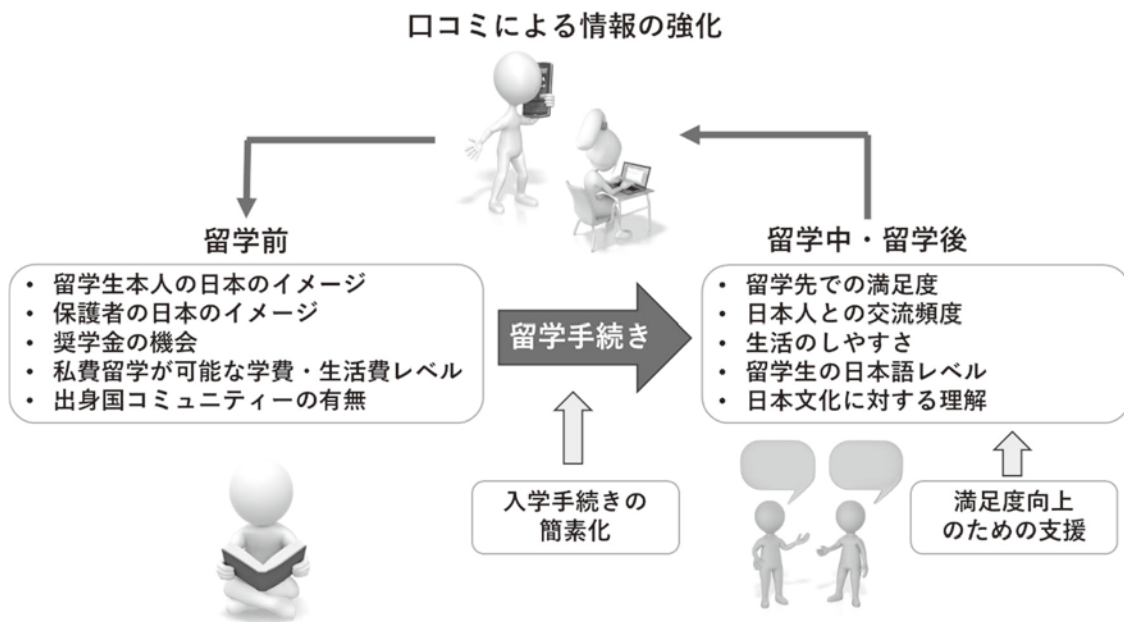 口コミによる情報の強化
留学前
・ 留学生本人の日本のイメージ
・ 保護者の日本のイメージ
・ 奨学金の機会
・ 私費留学が可能な学費・生活費レベル
・ 出身国コミュニティーの有無
留学手続き
入学手続きの
簡素化
留学中・留学後
・ 留学先での満足度
・ 日本人との交流頻度
・ 生活のしやすさ
・ 留学生の日本語レベル
・ 日本文化に対する理解
満足度向上
のための支援